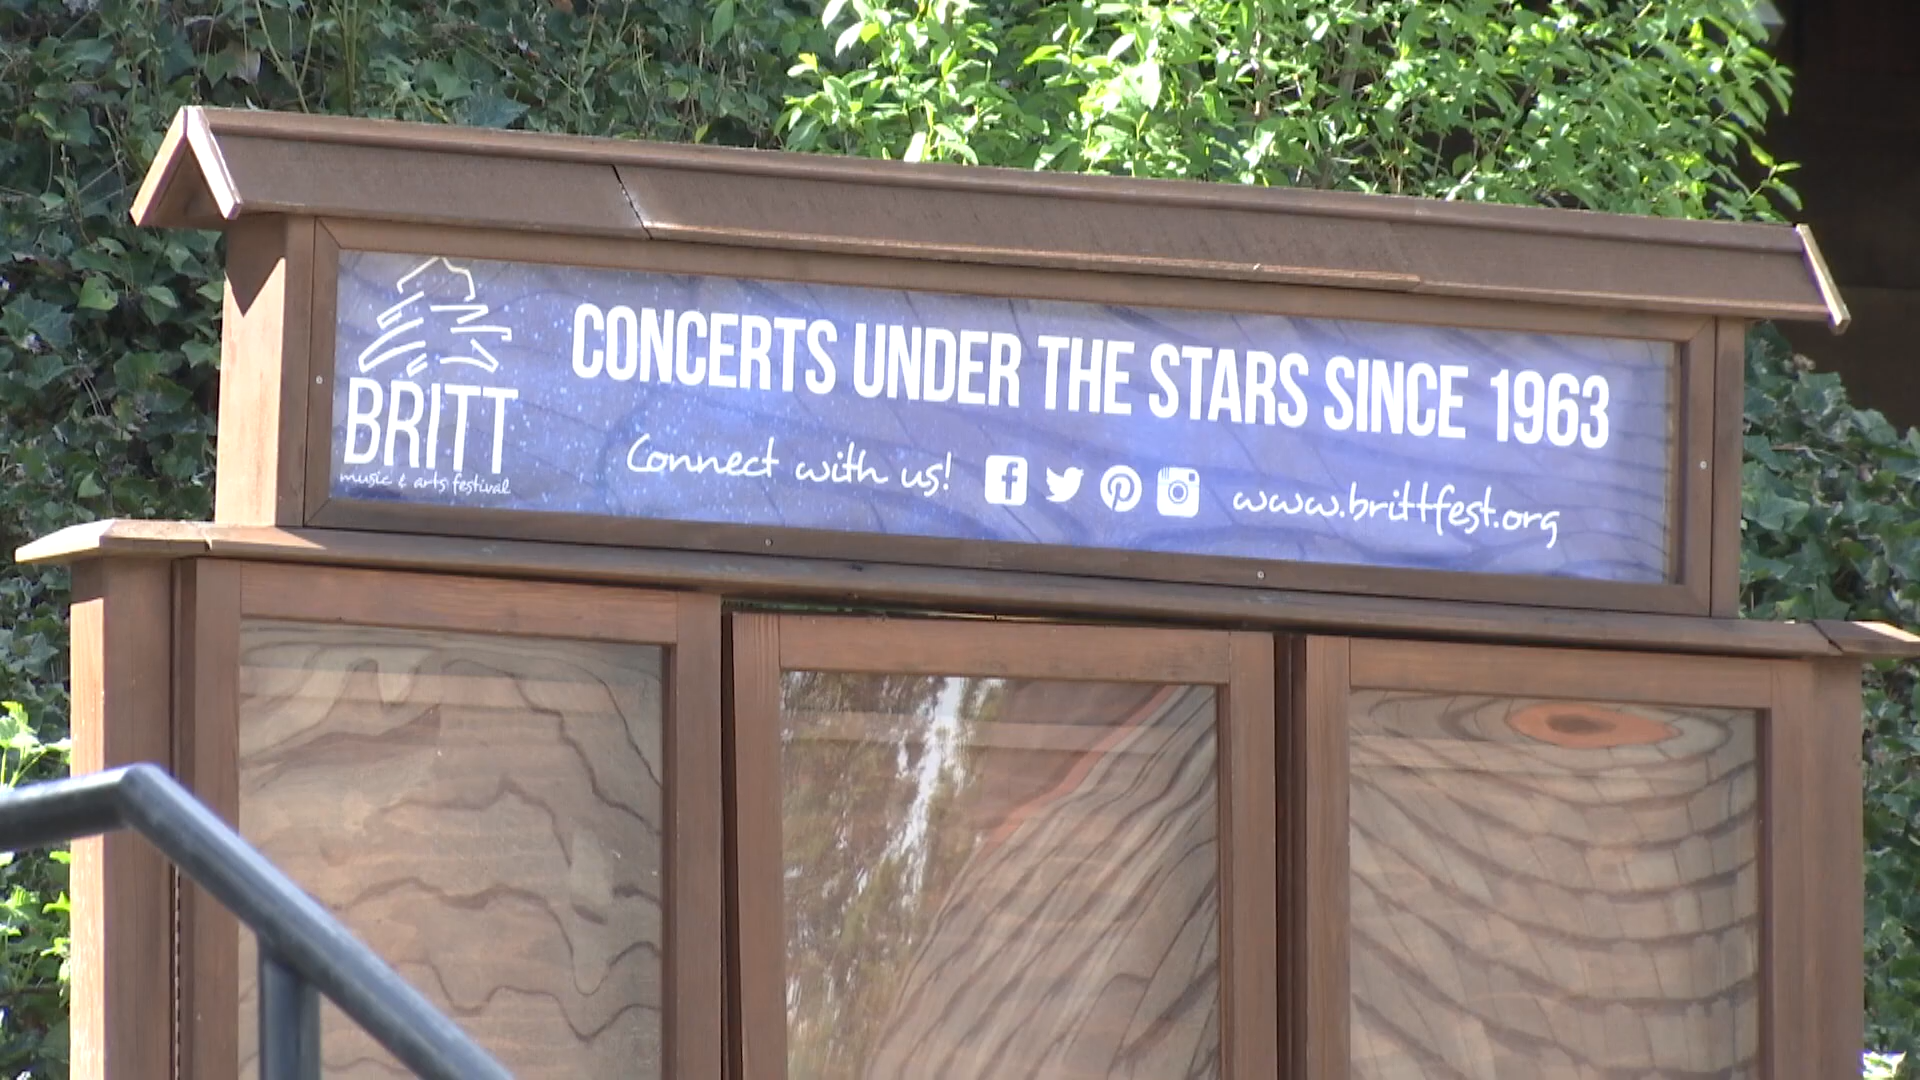 BRITT
music & arts festival
CONCERTS UNDER THE STARS SINCE 1963
Connect with us!
www.brittfest.org